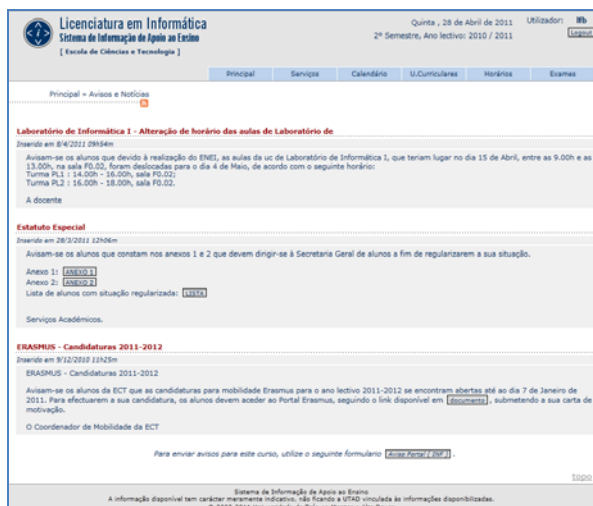 Licenciatura em Informática
Sistema de Informação de Apoio ao Ensino
[ Escola de Ciências e Tecnologia ]
Quinta , 28 de Abril de 2011
2º Semestre, Ano lectivo: 2010 / 2011
Utilizador: lfb
Logout
Principal Serviços Calendário U.Curriculares Horários Exames
Principal » Avisos e Notícias
Laboratório de Informática I - Alteração de horário das aulas de Laboratório de
Inserido em 8/4/2011 09h54m
Avisam-se os alunos que devido à realização do ENEI, as aulas da uc de Laboratório de Informática I, que teriam lugar no dia 15 de Abril, entre as 9.00h e as
13.00h, na sala F0.02, foram deslocadas para o dia 4 de Maio, de acordo com o seguinte horário:
Turma PL1 : 14.00h - 16.00h, sala F0.02;
Turma PL2 : 16.00h - 18.00h, sala F0.02.
A docente
Estatuto Especial
Inserido em 28/3/2011 12h06m
Avisam-se os alunos que constam nos anexos 1 e 2 que devem dirigir-se à Secretaria Geral de alunos a fim de regularizarem a sua situação.
Anexo 1: ANEXO 1
Anexo 2: ANEXO 2
Lista de alunos com situação regularizada: LISTA
Serviços Académicos.
ERASMUS - Candidaturas 2011-2012
Inserido em 9/12/2010 11h25m
ERASMUS - Candidaturas 2011-2012
Avisam-se os alunos da ECT que as candidaturas para mobilidade Erasmus para o ano lectivo 2011-2012 se encontram abertas até ao dia 7 de Janeiro de
2011. Para efectuarem a sua candidatura, os alunos devem aceder ao Portal Erasmus, seguindo o link disponível em documento , submetendo a sua carta de
motivação.
O Coordenador de Mobilidade da ECT
Para enviar avisos para este curso, utilize o seguinte formulario Aviso Portal [ INF ] .
topo
Sistema de Informação de Apoio ao Ensino
A informação disponível tem carácter meramente indicativo, não ficando a UTAD vinculada às informações disponibilizadas.